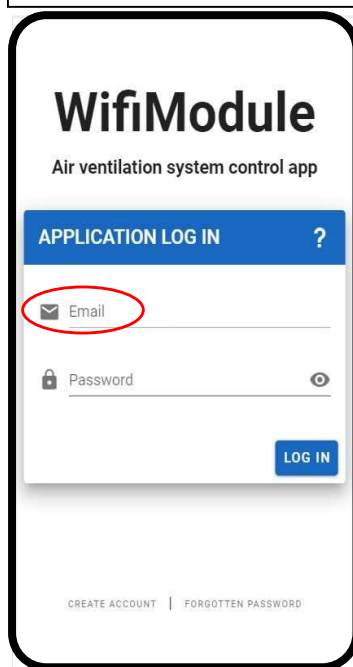 WifiModule
Air ventilation system control app
APPLICATION LOG IN ?
Email
Password
LOG IN
CREATE ACCOUNT | FORGOTTEN PASSWORD